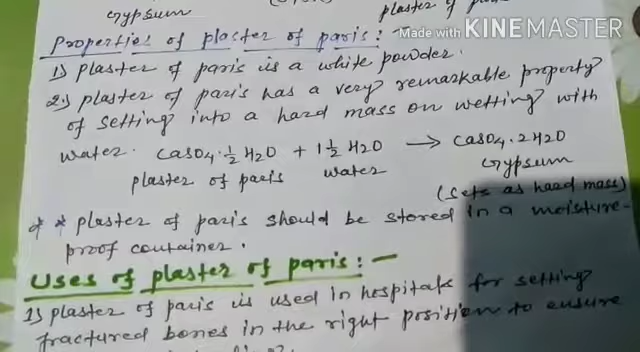 Gypsum
plaster of
Made with KINEMASTER
Properties of plaster of paris : -
1) Plaster of paris is a white powder.
2) plaster of paris has a very remarkable property
of setting into a hard mass on wetting with
water. CaSO4.½H2O + 1½H2O → CaSO4.2H2O
plaster of paris water Gypsum
(sets as hard mass)
* * plaster of paris should be stored in a moisture-
proof container.
Uses of plaster of paris : -
1) plaster of paris is used in hospitals for setting
fractured bones in the right position to ensure